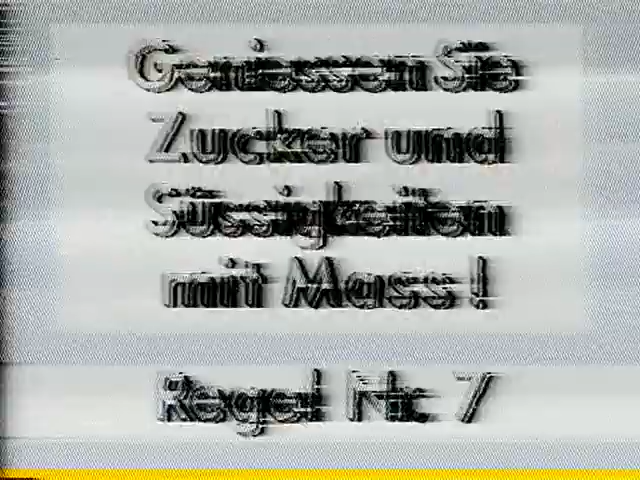 Geniessen Sie
Zucker und
Süssigkeiten
mit Mass!
Regel Nr. 7